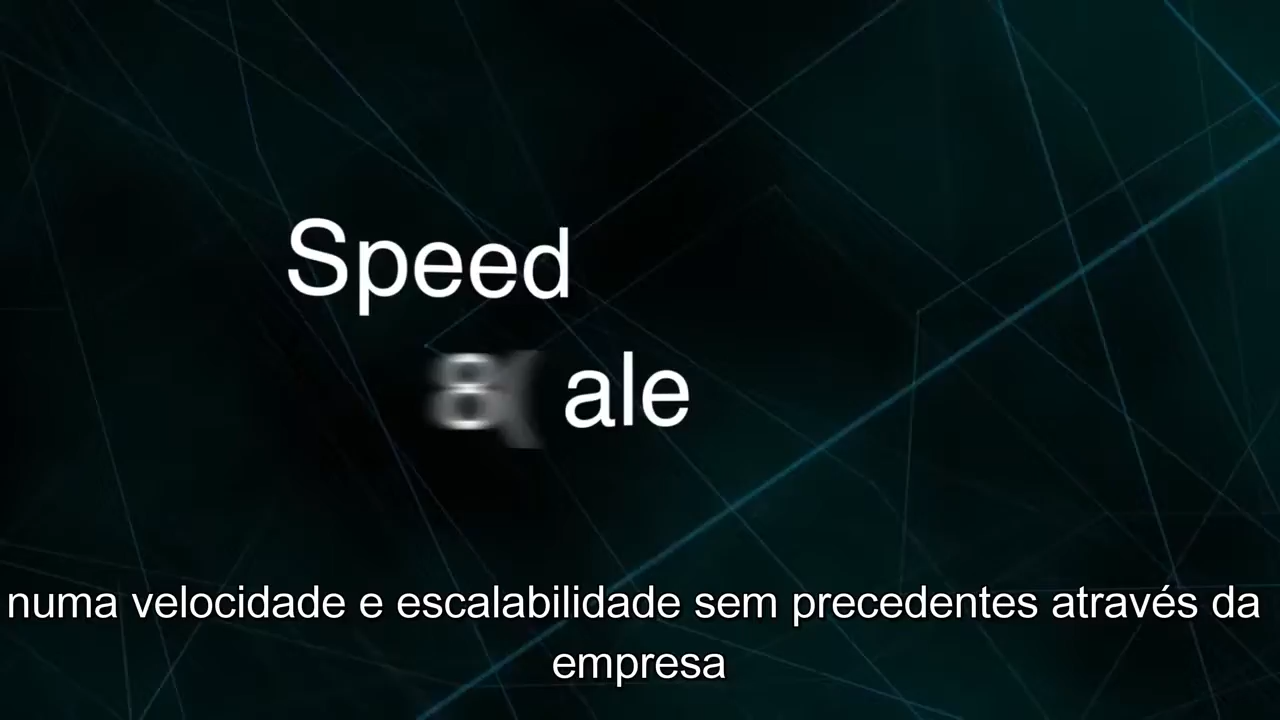 Speed
ale
numa velocidade e escalabilidade sem precedentes através da
empresa